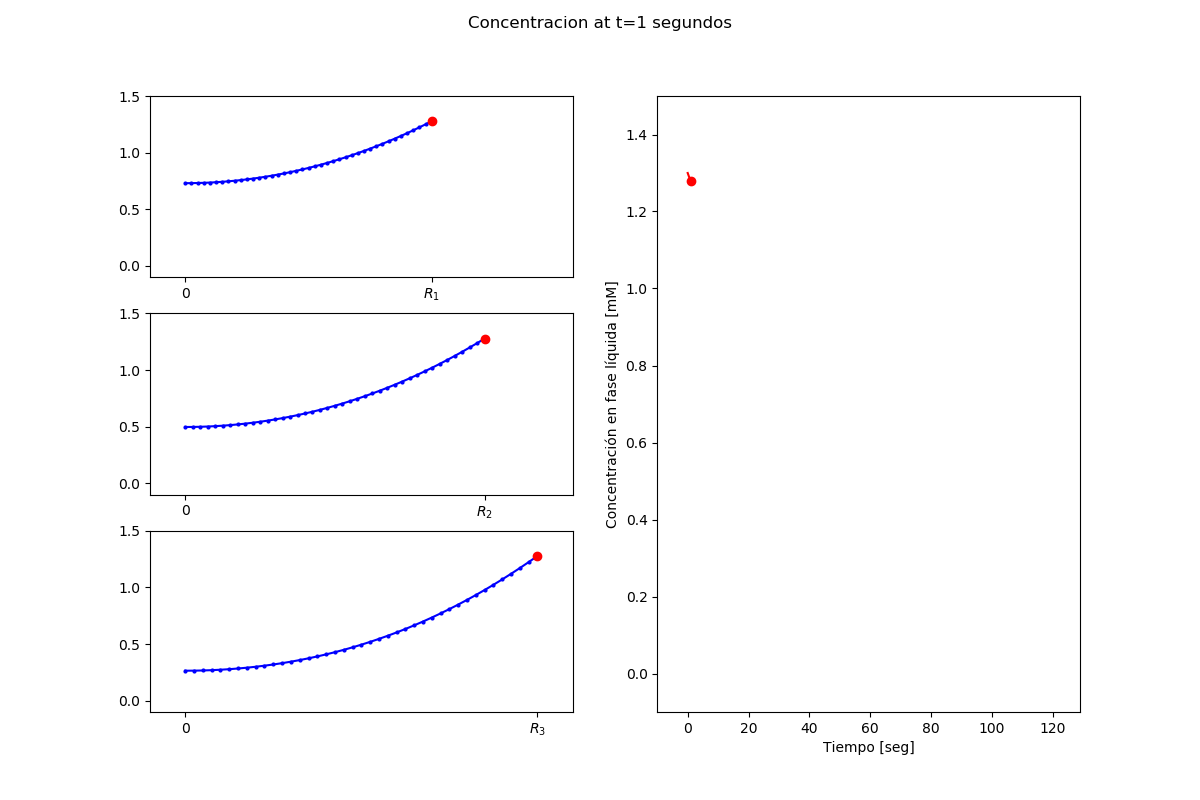 Concentracion at t=1 segundos
1.5
1.0
0.5
0.0
0 R₁
1.5
1.0
0.5
0.0
0 R₂
1.5
1.0
0.5
0.0
0 R₃
Concentración en fase líquida [mM]
1.4
1.2
1.0
0.8
0.6
0.4
0.2
0.0
0 20 40 60 80 100 120
Tiempo [seg]